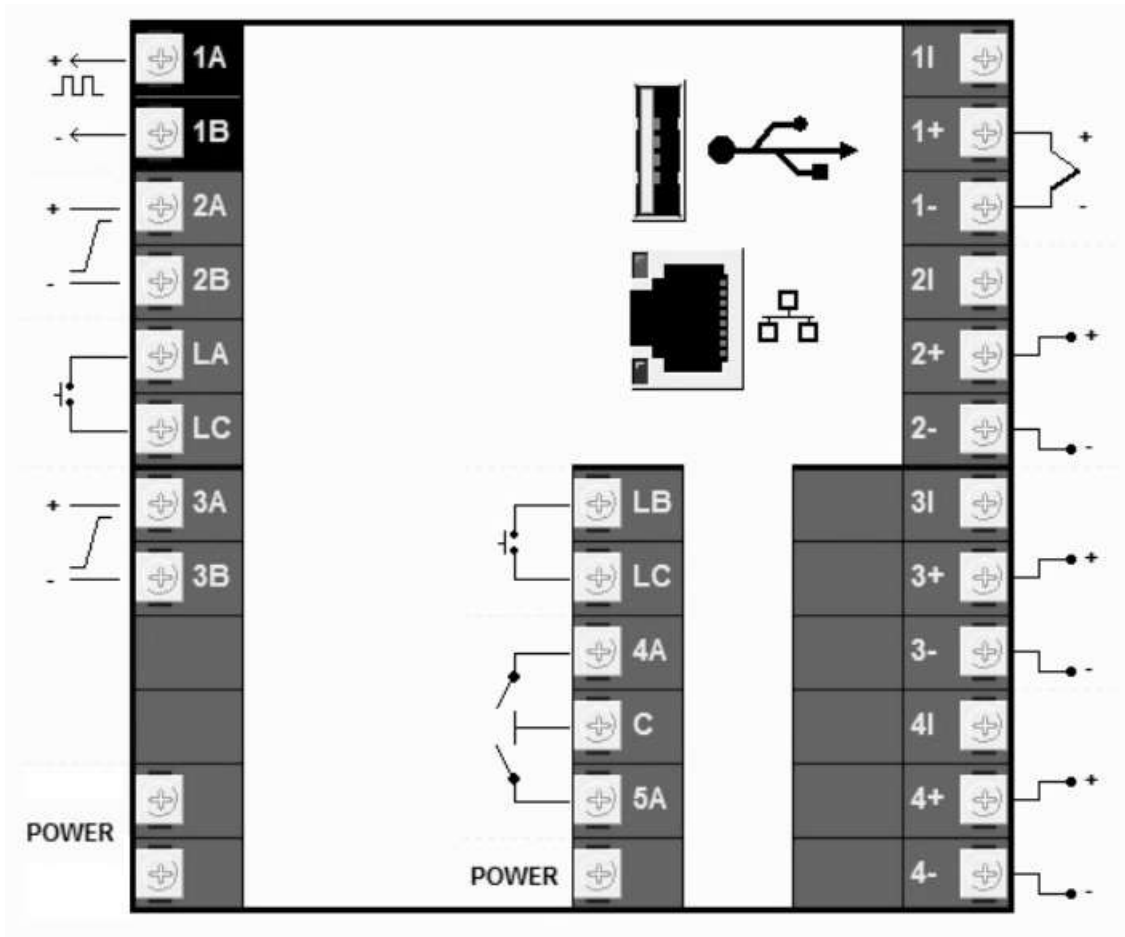 +
1A
-
1B
+
2A
-
2B
LA
LC
+
3A
-
3B
POWER
LB
LC
4A
C
5A
POWER
1I
1+
+
1-
-
2I
2+
+
2-
-
3I
3+
+
3-
-
4I
4+
+
4-
-